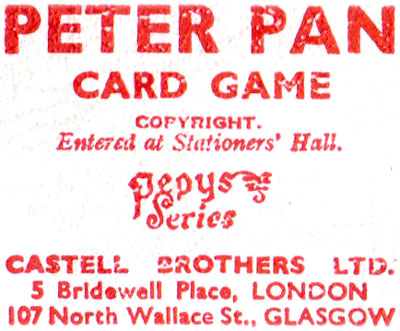 PETER PAN
CARD GAME
COPYRIGHT.
Entered at Stationers' Hall.
Pepys
Series
CASTELL BROTHERS LTD.
5 Bridewell Place, LONDON
107 North Wallace St., GLASGOW